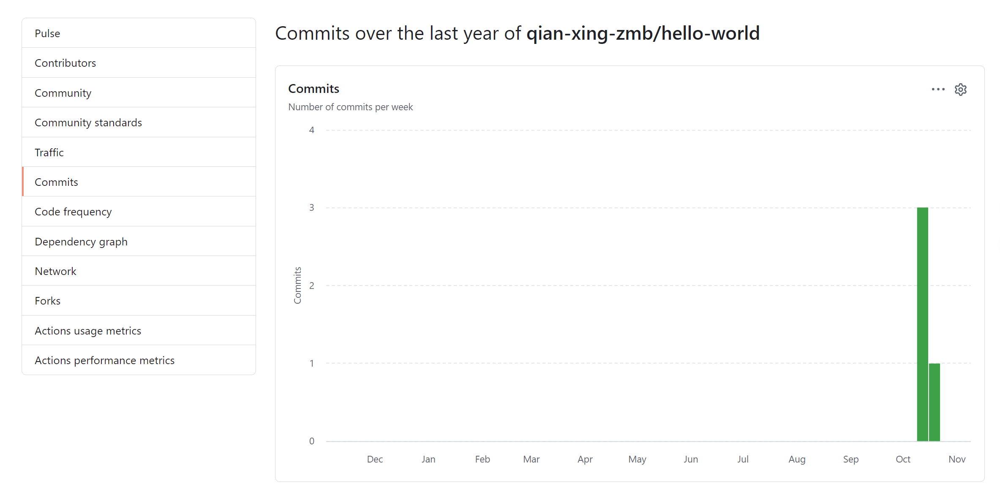 Pulse
Contributors
Community
Community standards
Traffic
Commits
Code frequency
Dependency graph
Network
Forks
Actions usage metrics
Actions performance metrics
Commits over the last year of qian-xing-zmb/hello-world
Commits
Number of commits per week
4
3
2
1
0
Commits
Dec Jan Feb Mar Apr May Jun Jul Aug Sep Oct Nov